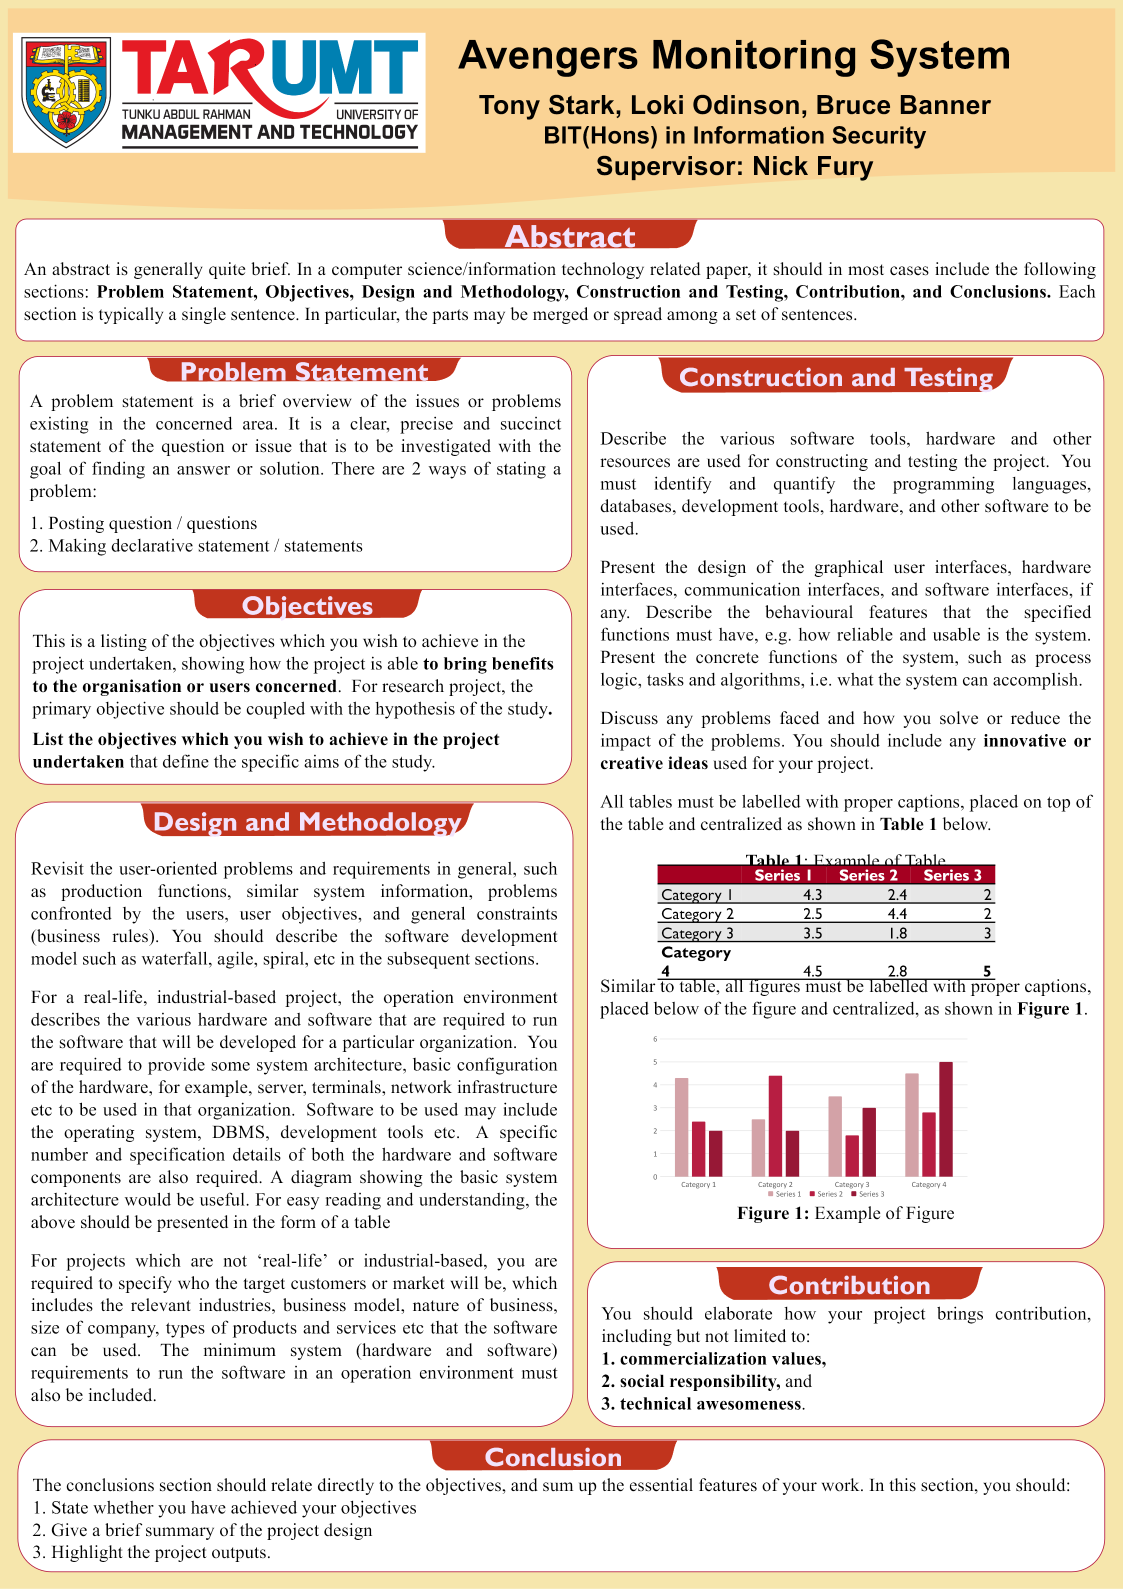 TARUMT
TUNKU ABDUL RAHMAN UNIVERSITY OF
MANAGEMENT AND TECHNOLOGY
Avengers Monitoring System
Tony Stark, Loki Odinson, Bruce Banner
BIT(Hons) in Information Security
Supervisor: Nick Fury
Abstract
An abstract is generally quite brief. In a computer science/information technology related paper, it should in most cases include the following
sections: Problem Statement, Objectives, Design and Methodology, Construction and Testing, Contribution, and Conclusions. Each
section is typically a single sentence. In particular, the parts may be merged or spread among a set of sentences.
Problem Statement
A problem statement is a brief overview of the issues or problems
existing in the concerned area. It is a clear, precise and succinct
statement of the question or issue that is to be investigated with the
goal of finding an answer or solution. There are 2 ways of stating a
problem:
1. Posting question / questions
2. Making declarative statement / statements
Objectives
This is a listing of the objectives which you wish to achieve in the
project undertaken, showing how the project is able to bring benefits
to the organisation or users concerned. For research project, the
primary objective should be coupled with the hypothesis of the study.
List the objectives which you wish to achieve in the project
undertaken that define the specific aims of the study.
Design and Methodology
Revisit the user-oriented problems and requirements in general, such
as production functions, similar system information, problems
confronted by the users, user objectives, and general constraints
(business rules). You should describe the software development
model such as waterfall, agile, spiral, etc in the subsequent sections.
For a real-life, industrial-based project, the operation environment
describes the various hardware and software that are required to run
the software that will be developed for a particular organization. You
are required to provide some system architecture, basic configuration
of the hardware, for example, server, terminals, network infrastructure
etc to be used in that organization. Software to be used may include
the operating system, DBMS, development tools etc. A specific
number and specification details of both the hardware and software
components are also required. A diagram showing the basic system
architecture would be useful. For easy reading and understanding, the
above should be presented in the form of a table
For projects which are not ‘real-life’ or industrial-based, you are
required to specify who the target customers or market will be, which
includes the relevant industries, business model, nature of business,
size of company, types of products and services etc that the software
can be used. The minimum system (hardware and software)
requirements to run the software in an operation environment must
also be included.
Construction and Testing
Describe the various software tools, hardware and other
resources are used for constructing and testing the project. You
must identify and quantify the programming languages,
databases, development tools, hardware, and other software to be
used.
Present the design of the graphical user interfaces, hardware
interfaces, communication interfaces, and software interfaces, if
any. Describe the behavioural features that the specified
functions must have, e.g. how reliable and usable is the system.
Present the concrete functions of the system, such as process
logic, tasks and algorithms, i.e. what the system can accomplish.
Discuss any problems faced and how you solve or reduce the
impact of the problems. You should include any innovative or
creative ideas used for your project.
All tables must be labelled with proper captions, placed on top of
the table and centralized as shown in Table 1 below.
Table 1: Example of Table
Series 1 Series 2 Series 3
Category 1 4.3 2.4 2
Category 2 2.5 4.4 2
Category 3 3.5 1.8 3
Category
4 4.5 2.8 5
Similar to table, all figures must be labelled with proper captions,
placed below of the figure and centralized, as shown in Figure 1.
6
5
4
3
2
1
0
Category 1 Category 2 Category 3 Category 4
Series 1 Series 2 Series 3
Figure 1: Example of Figure
Contribution
You should elaborate how your project brings contribution,
including but not limited to:
1. commercialization values,
2. social responsibility, and
3. technical awesomeness.
Conclusion
The conclusions section should relate directly to the objectives, and sum up the essential features of your work. In this section, you should:
1. State whether you have achieved your objectives
2. Give a brief summary of the project design
3. Highlight the project outputs.